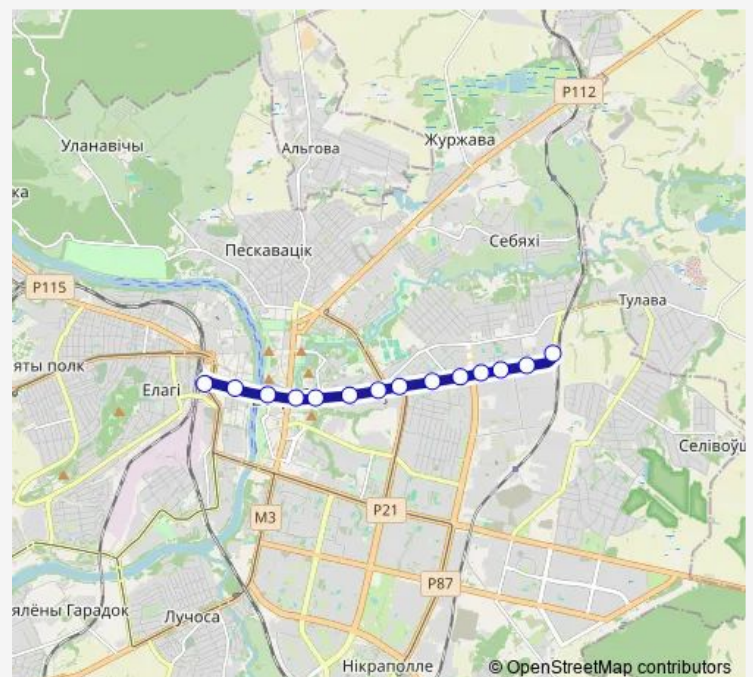 P112
Уланавічы
Альгова
Журжава
ка
Пескавацік
Себяхі
P115
Тулава
яты полк
Елагі
Селівоўш
M3
P21
P87
ялёны Гарадок
Лучоса
Нікраполле
© OpenStreetMap contributors